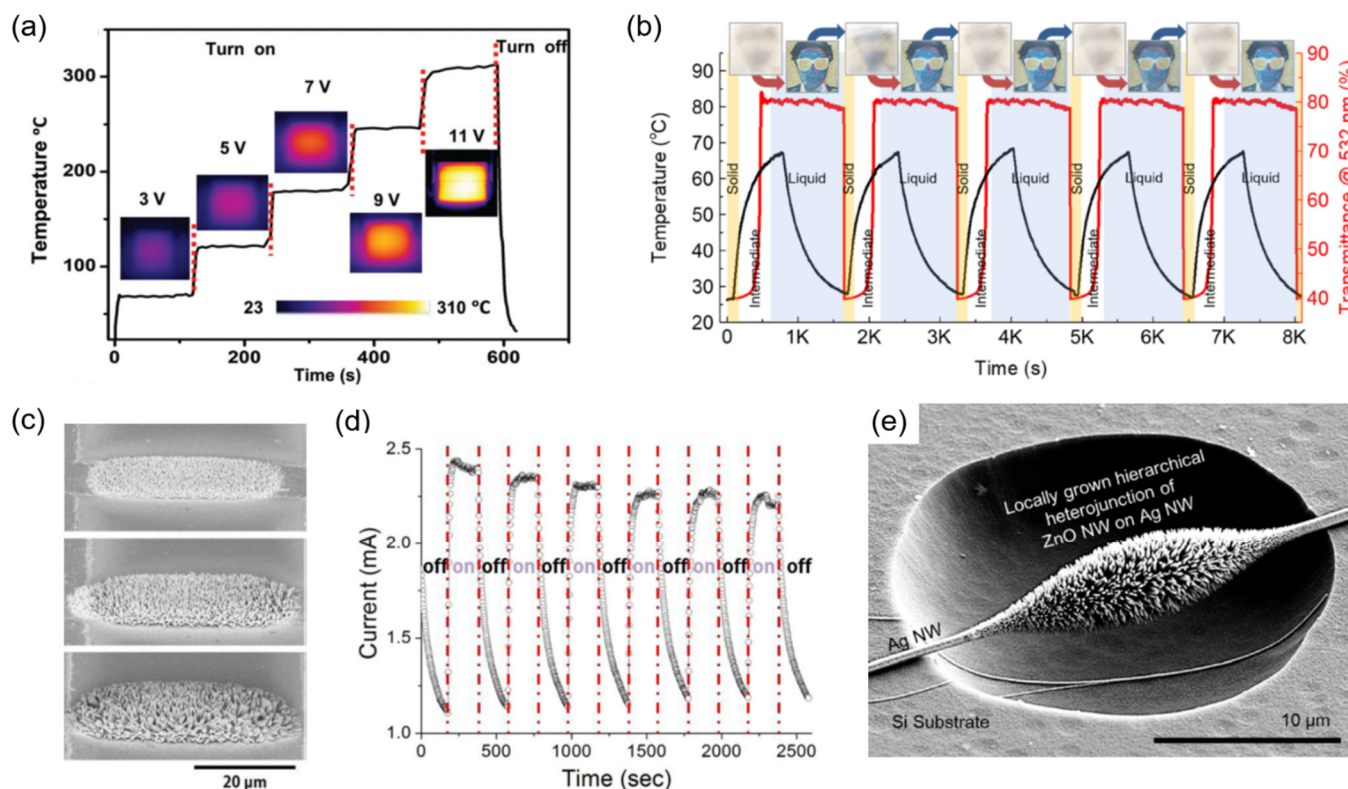 (a)
Turn on
Turn off
300
200
100
Temperature ºC
3 V
5 V
7 V
9 V
11 V
23
310 ºC
0
200
400
600
Time (s)
(b)
90
80
70
60
50
40
30
20
Temperature (°C)
90
80
70
60
50
40
Transmittance @ 532 nm (%)
Solid
Intermediate
Liquid
Solid
Intermediate
Liquid
Solid
Intermediate
Liquid
Solid
Intermediate
Liquid
Solid
Intermediate
Liquid
0
1K
2K
3K
4K
5K
6K
7K
8K
Time (s)
(c)
20 µm
(d)
2.5
2.0
1.5
1.0
Current (mA)
off
on
off
on
off
on
off
on
off
on
off
on
off
0
500
1000
1500
2000
2500
Time (sec)
(e)
Locally grown hierarchical
heterojunction of
ZnO NW on Ag NW
Ag NW
Si Substrate
10 µm